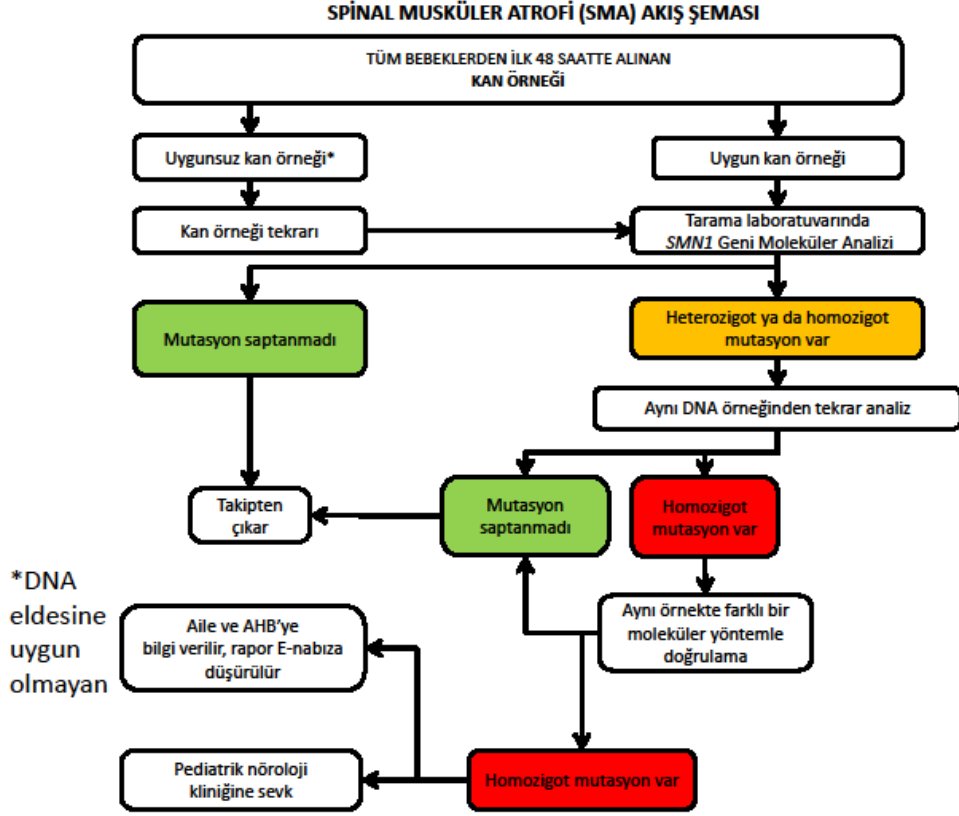 SPİNAL MUSKÜLER ATROFİ (SMA) AKIŞ ŞEMASI
TÜM BEBEKLERDEN İLK 48 SAATTE ALINAN
KAN ÖRNEĞİ
Uygunsuz kan örneği*
Uygun kan örneği
Kan örneği tekrarı
Tarama laboratuvarında
SMN1 Geni Moleküler Analizi
Mutasyon saptanmadı
Heterozigot ya da homozigot
mutasyon var
Aynı DNA örneğinden tekrar analiz
Takipten
çıkar
Mutasyon
saptanmadı
Homozigot
mutasyon var
*DNA
eldesine
uygun
olmayan
Aile ve AHB'ye
bilgi verilir, rapor E-nabıza
düşürülür
Aynı örnekte farklı bir
moleküler yöntemle
doğrulama
Pediatrik nöroloji
kliniğine sevk
Homozigot mutasyon var